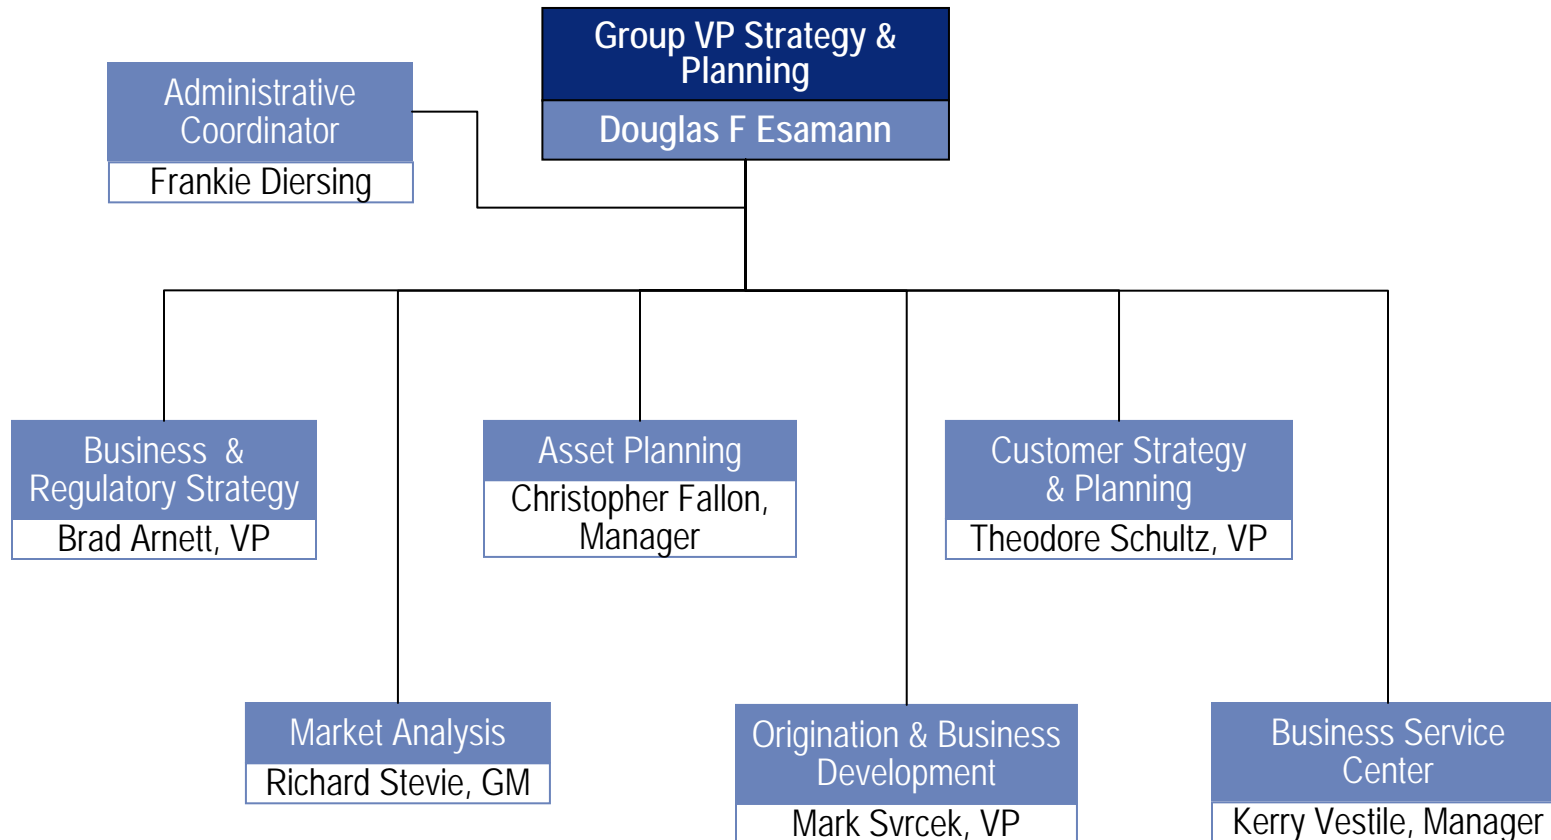 Group VP Strategy &
Planning
Douglas F Esamann
Administrative
Coordinator
Frankie Diersing
Business  &
Regulatory Strategy
Brad Arnett, VP
Asset Planning
Christopher Fallon,
Manager
Customer Strategy
& Planning
Theodore Schultz, VP
Market Analysis
Richard Stevie, GM
Origination & Business
Development
Mark Svrcek, VP
Business Service
Center
Kerry Vestile, Manager